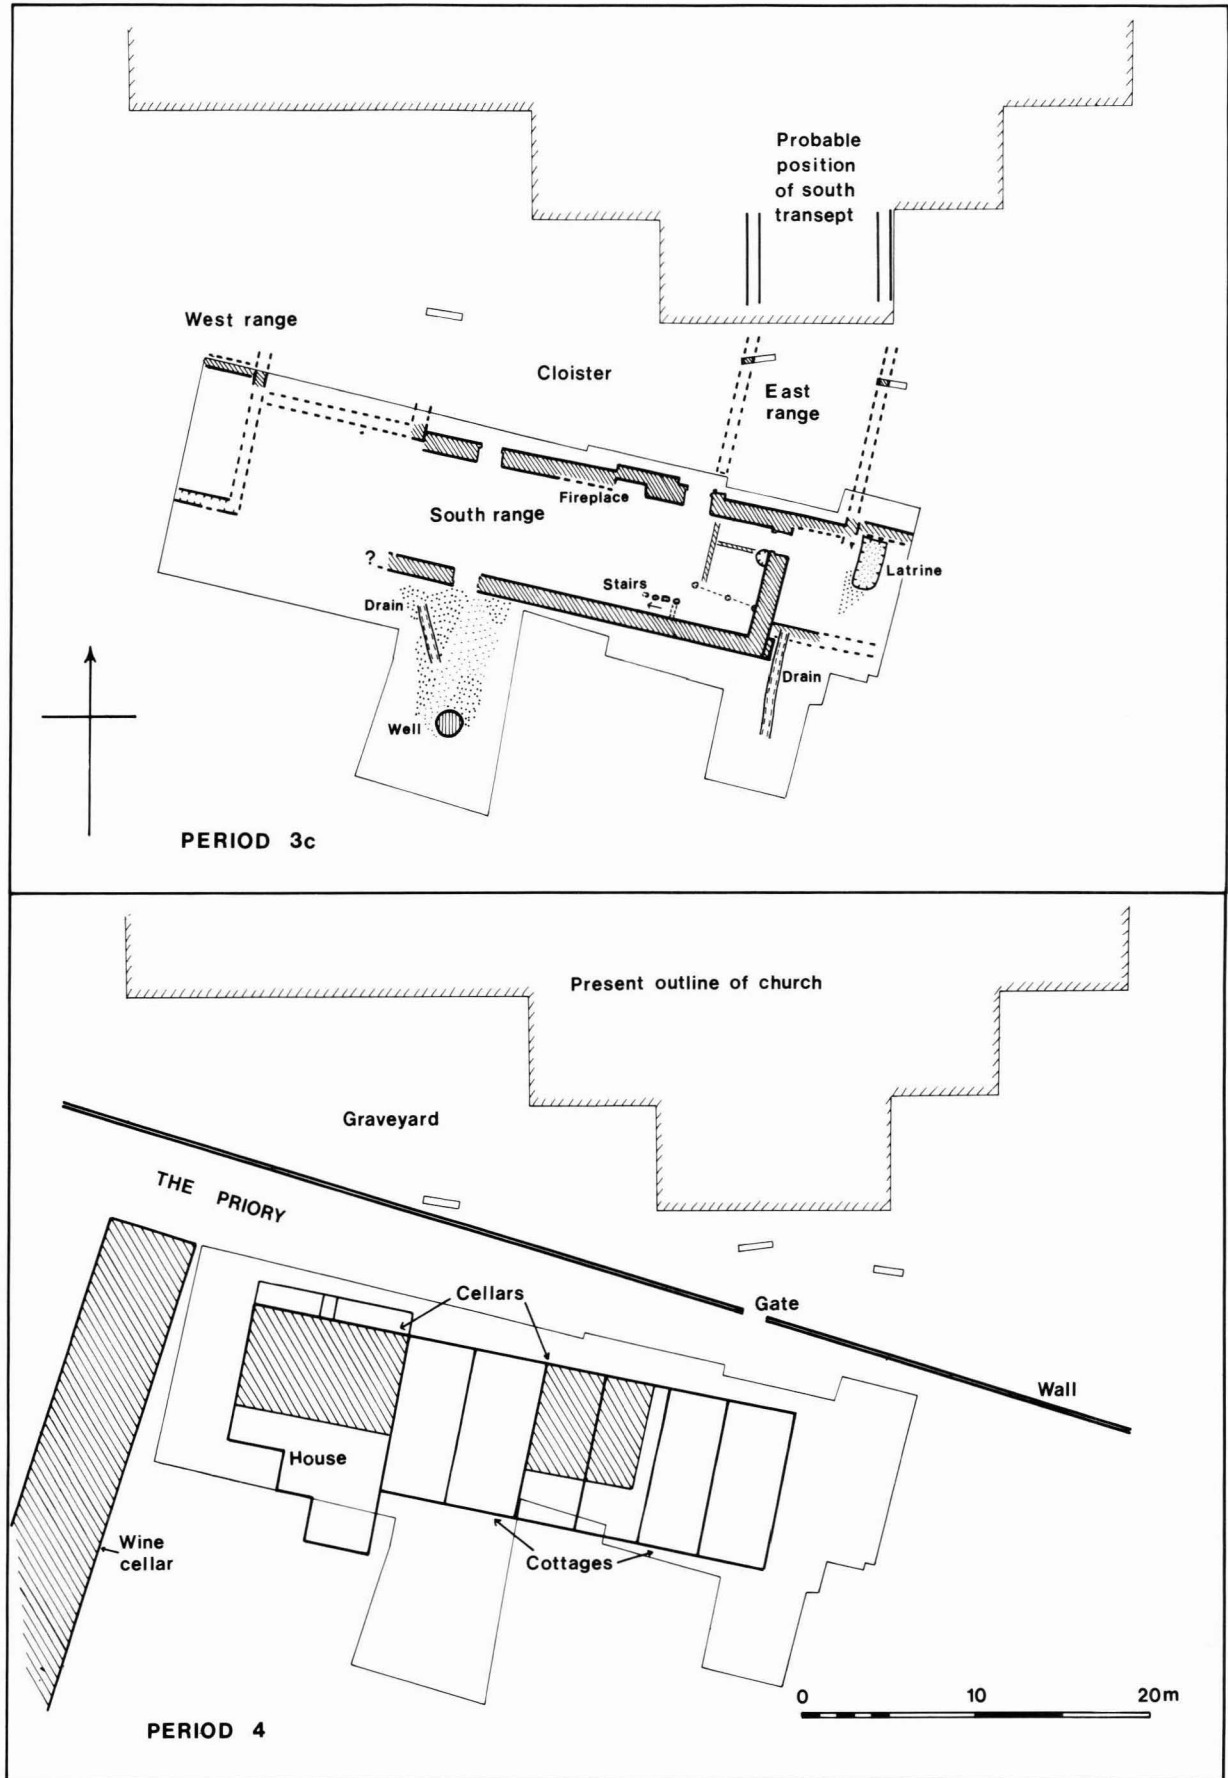 Probable
position
of south
transept
West range
Cloister
East
range
Fireplace
South range
Latrine
?
Stairs
Drain
Drain
Well
PERIOD 3c
Present outline of church
Graveyard
THE PRIORY
Cellars
Gate
Wall
House
Wine
cellar
Cottages
0 10 20m
PERIOD 4